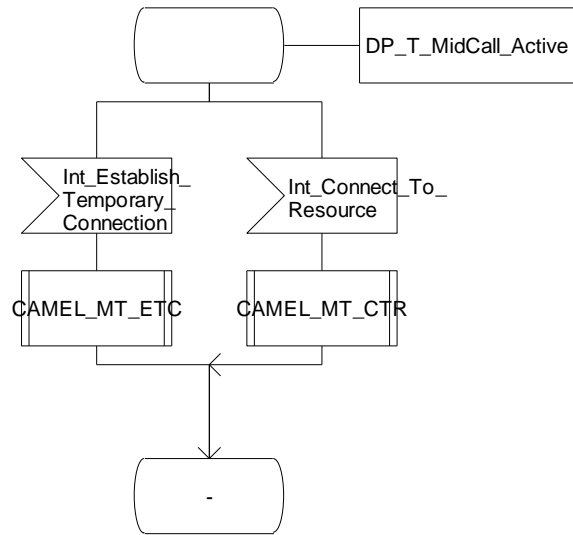 DP_T_MidCall_Active
Int_Establish_
Temporary_
Connection
Int_Connect_To_
Resource
CAMEL_MT_ETC
CAMEL_MT_CTR
-